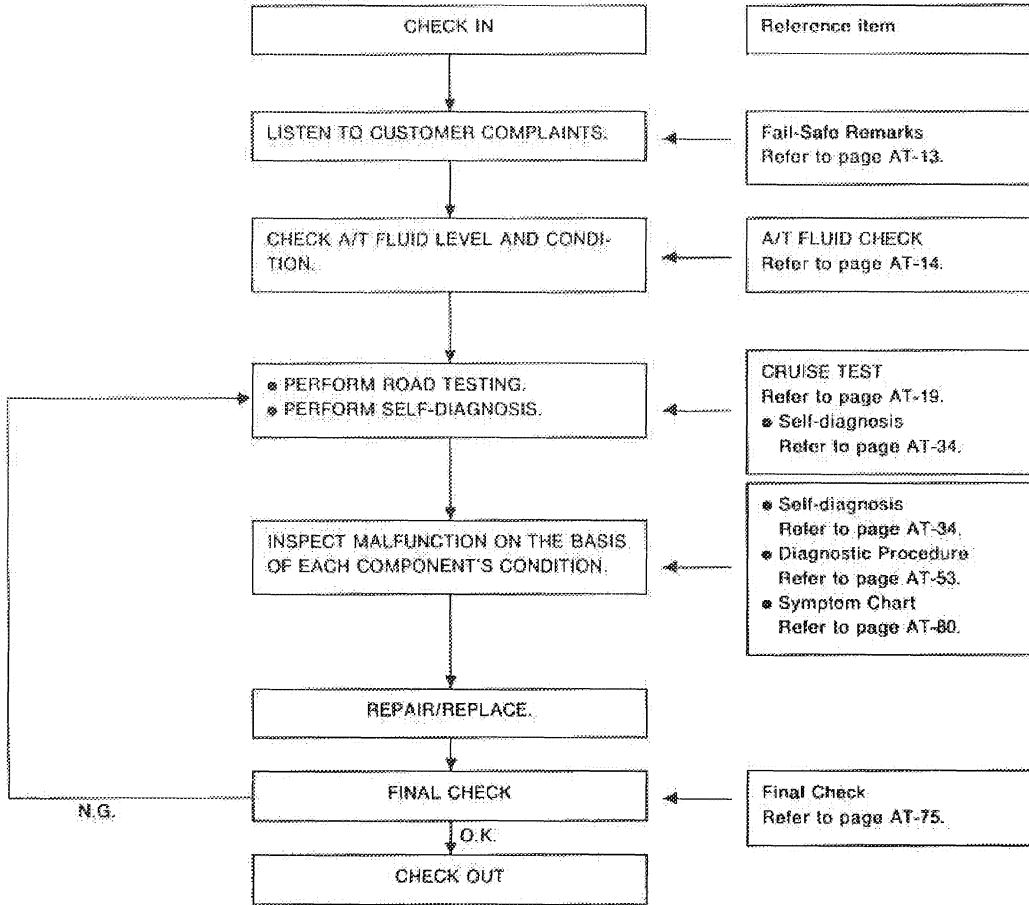 CHECK IN
Reference item
LISTEN TO CUSTOMER COMPLAINTS.
Fail-Safe Remarks
Refer to page AT-13.
CHECK A/T FLUID LEVEL AND CONDI-
TION.
A/T FLUID CHECK
Refer to page AT-14.
● PERFORM ROAD TESTING.
● PERFORM SELF-DIAGNOSIS.
CRUISE TEST
Refer to page AT-19.
● Self-diagnosis
Refer to page AT-34.
INSPECT MALFUNCTION ON THE BASIS
OF EACH COMPONENT'S CONDITION.
● Self-diagnosis
Refer to page AT-34.
● Diagnostic Procedure
Refer to page AT-53.
● Symptom Chart
Refer to page AT-80.
REPAIR/REPLACE.
FINAL CHECK
Final Check
Refer to page AT-75.
N.G.
O.K.
CHECK OUT